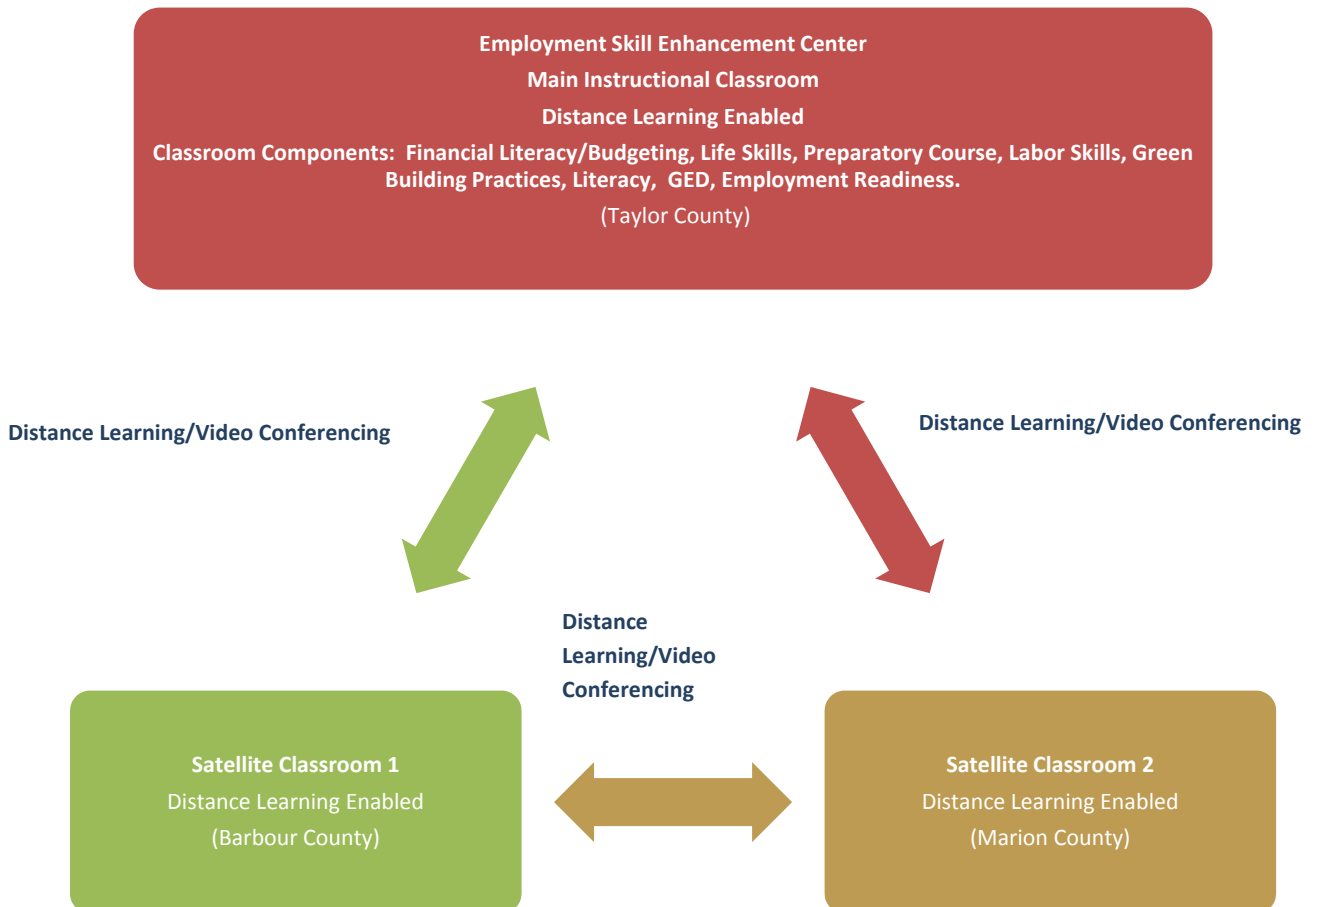 Employment Skill Enhancement Center
Main Instructional Classroom
Distance Learning Enabled
Classroom Components:  Financial Literacy/Budgeting, Life Skills, Preparatory Course, Labor Skills, Green
Building Practices, Literacy,  GED, Employment Readiness.
(Taylor County)
Distance Learning/Video Conferencing
Distance Learning/Video Conferencing
Distance
Learning/Video
Conferencing
Satellite Classroom 1
Distance Learning Enabled
(Barbour County)
Satellite Classroom 2
Distance Learning Enabled
(Marion County)